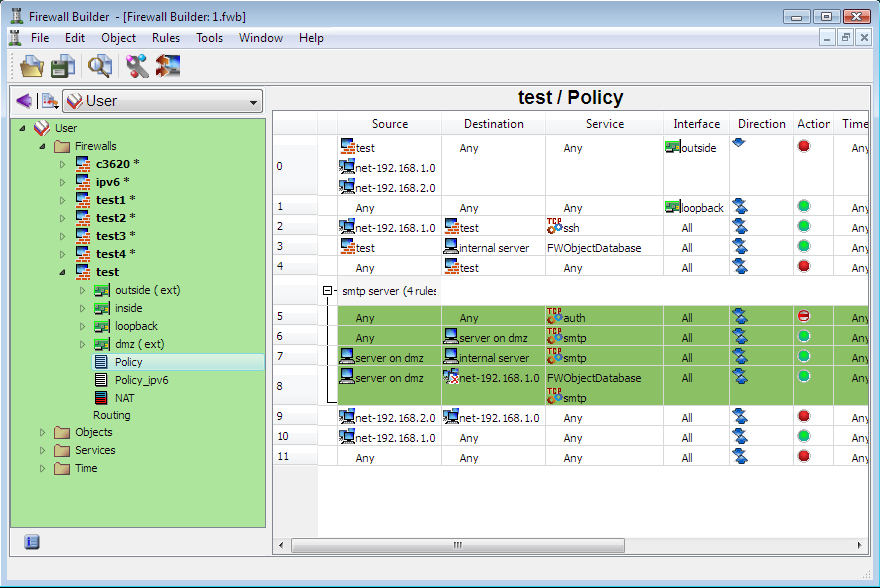 Firewall Builder - [Firewall Builder: 1.fwb]
File Edit Object Rules Tools Window Help
User
test / Policy
User
Firewalls
c3620 *
ipv6 *
test1 *
test2 *
test3 *
test4 *
test
outside ( ext)
inside
loopback
dmz ( ext)
Policy
Policy_ipv6
NAT
Routing
Objects
Services
Time
Source Destination Service Interface Direction Action Time
0 test Any Any outside Any
net-192.168.1.0
net-192.168.2.0
1 Any Any Any loopback Any
2 net-192.168.1.0 test TCP ssh All Any
3 test internal server FWObjectDatabase All Any
4 Any test Any All Any
smtp server (4 rules
5 Any Any TCP auth All Any
6 Any server on dmz TCP smtp All Any
7 server on dmz internal server TCP smtp All Any
8 server on dmz net-192.168.1.0 FWObjectDatabase All Any
TCP smtp
9 net-192.168.2.0 net-192.168.1.0 Any All Any
10 net-192.168.1.0 Any Any All Any
11 Any Any Any All Any